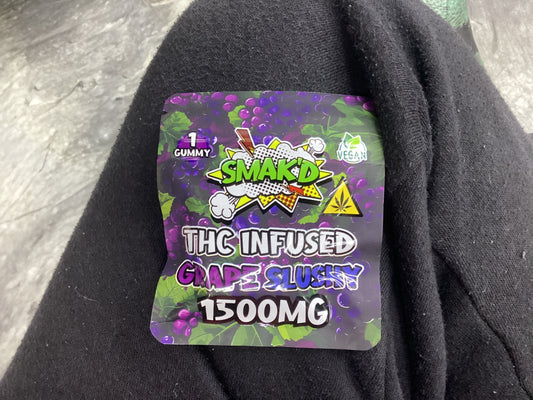 1
GUMMY
SMAK'D
VEGAN
THC INFUSED
GRAPE SLUSHY
1500MG